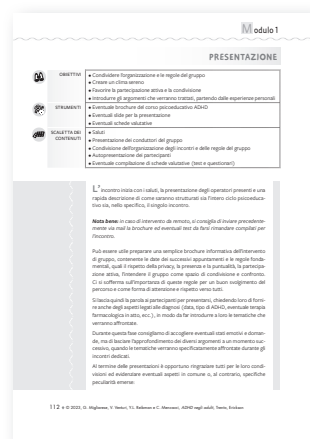 Modulo 1
PRESENTAZIONE
OBIETTIVI
• Condividere l'organizzazione e le regole del gruppo
• Creare un clima sereno
• Favorire la partecipazione attiva e la condivisione
• Introdurre gli argomenti che verranno trattati, partendo dalle esperienze personali
STRUMENTI
• Eventuale brochure del corso psicoeducativo ADHD
• Eventuali slide per la presentazione
• Eventuali schede valutative
SCALETTA DEI
CONTENUTI
• Saluti
• Presentazione dei conduttori del gruppo
• Condivisione dell'organizzazione degli incontri e delle regole del gruppo
• Autopresentazione dei partecipanti
• Eventuale compilazione di schede valutative (test e questionari)
L'incontro inizia con i saluti, la presentazione degli operatori presenti e una
rapida descrizione di come saranno strutturati sia l'intero ciclo psicoeduca-
tivo sia, nello specifico, il singolo incontro.
Nota bene: in caso di intervento da remoto, si consiglia di inviare precedente-
mente via mail la brochure ed eventuali test da farsi rimandare compilati per
l'incontro.
Può essere utile preparare una semplice brochure informativa dell'intervento
di gruppo, contenente le date dei successivi appuntamenti e le regole fonda-
mentali, quali il rispetto della privacy, la presenza e la puntualità, la partecipa-
zione attiva, l'intendere il gruppo come spazio di condivisione e confronto.
Ci si sofferma sull'importanza di queste regole per un buon svolgimento del
percorso e come forma di attenzione e rispetto verso tutti.
Si lascia quindi la parola ai partecipanti per presentarsi, chiedendo loro di forni-
re anche degli aspetti legati alle diagnosi (data, tipo di ADHD, eventuale terapia
farmacologica in atto, ecc.), in modo da far introdurre a loro le tematiche che
verranno affrontate.
Durante questa fase consigliamo di accogliere eventuali stati emotivi e doman-
de, ma di lasciare l'approfondimento dei diversi argomenti a un momento suc-
cessivo, quando le tematiche verranno specificatamente affrontate durante gli
incontri dedicati.
Al termine delle presentazioni è opportuno ringraziare tutti per le loro condi-
visioni ed evidenziare eventuali aspetti in comune o, al contrario, specifiche
peculiarità emerse:
112 • © 2023, D. Migliarese, V. Venturi, Y.L. Reibman e C. Mencacci, ADHD negli adulti, Trento, Erickson